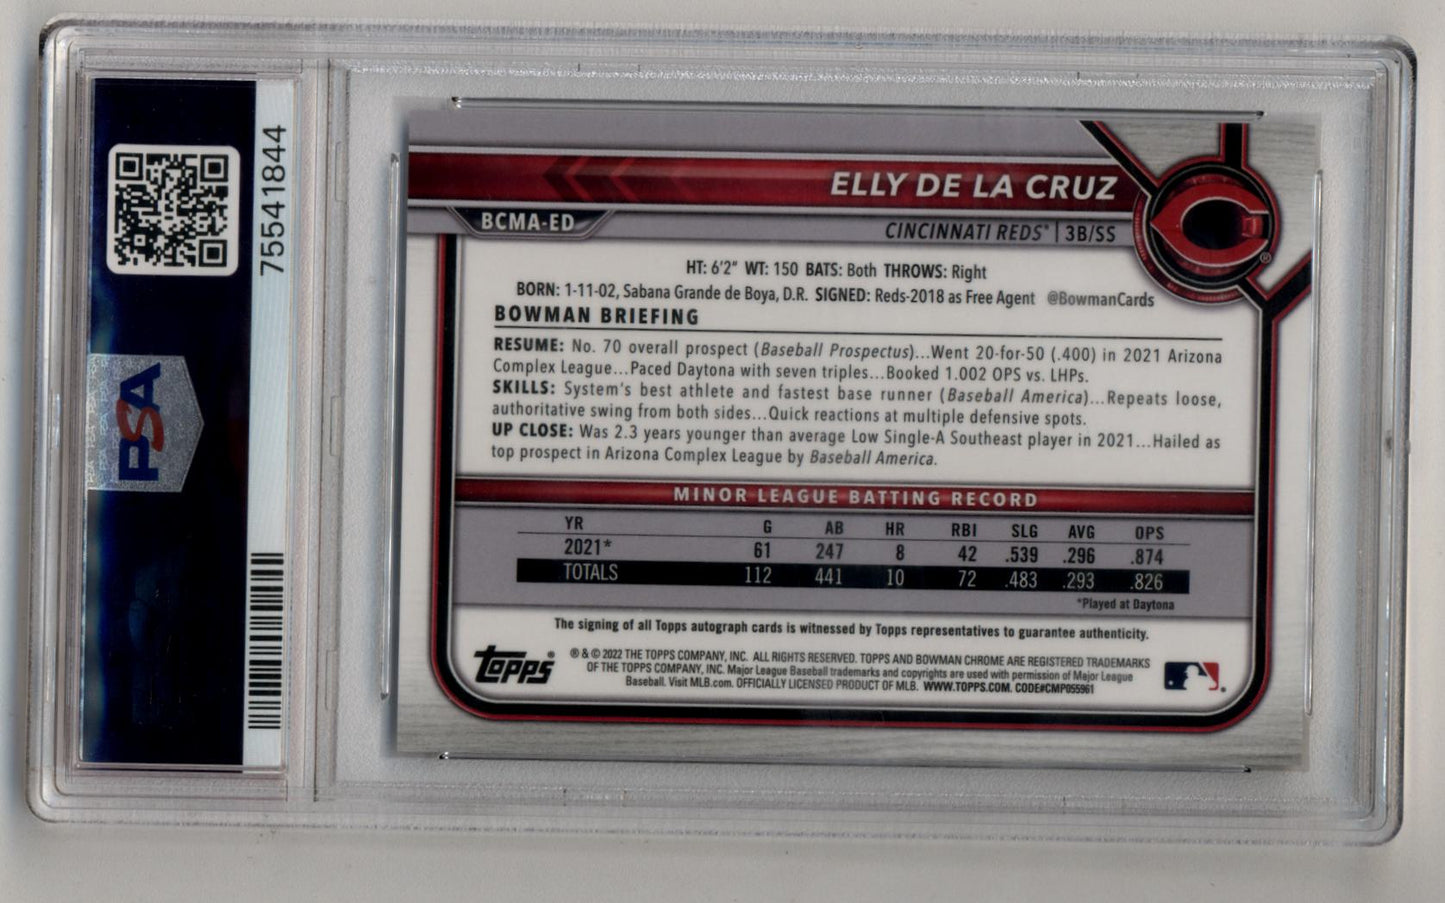 75541844
PSA
ELLY DE LA CRUZ
BCMA-ED
CINCINNATI REDS® | 3B/SS
HT: 6'2" WT: 150 BATS: Both THROWS: Right
BORN: 1-11-02, Sabana Grande de Boya, D.R. SIGNED: Reds-2018 as Free Agent @BowmanCards
BOWMAN BRIEFING
RESUME: No. 70 overall prospect (Baseball Prospectus)...Went 20-for-50 (.400) in 2021 Arizona
Complex League...Paced Daytona with seven triples...Booked 1.002 OPS vs. LHPs.
SKILLS: System's best athlete and fastest base runner (Baseball America)...Repeats loose,
authoritative swing from both sides...Quick reactions at multiple defensive spots.
UP CLOSE: Was 2.3 years younger than average Low Single-A Southeast player in 2021...Hailed as
top prospect in Arizona Complex League by Baseball America.
MINOR LEAGUE BATTING RECORD
YR G AB HR RBI SLG AVG OPS
2021* 61 247 8 42 .539 .296 .874
TOTALS 112 441 10 72 .483 .293 .826
*Played at Daytona
The signing of all Topps autograph cards is witnessed by Topps representatives to guarantee authenticity.
Topps®
® & © 2022 THE TOPPS COMPANY, INC. ALL RIGHTS RESERVED. TOPPS AND BOWMAN CHROME ARE REGISTERED TRADEMARKS
OF THE TOPPS COMPANY, INC. Major League Baseball trademarks and copyrights are used with permission of Major League
Baseball. Visit MLB.com. OFFICIALLY LICENSED PRODUCT OF MLB. WWW.TOPPS.COM. CODE#CMP055961